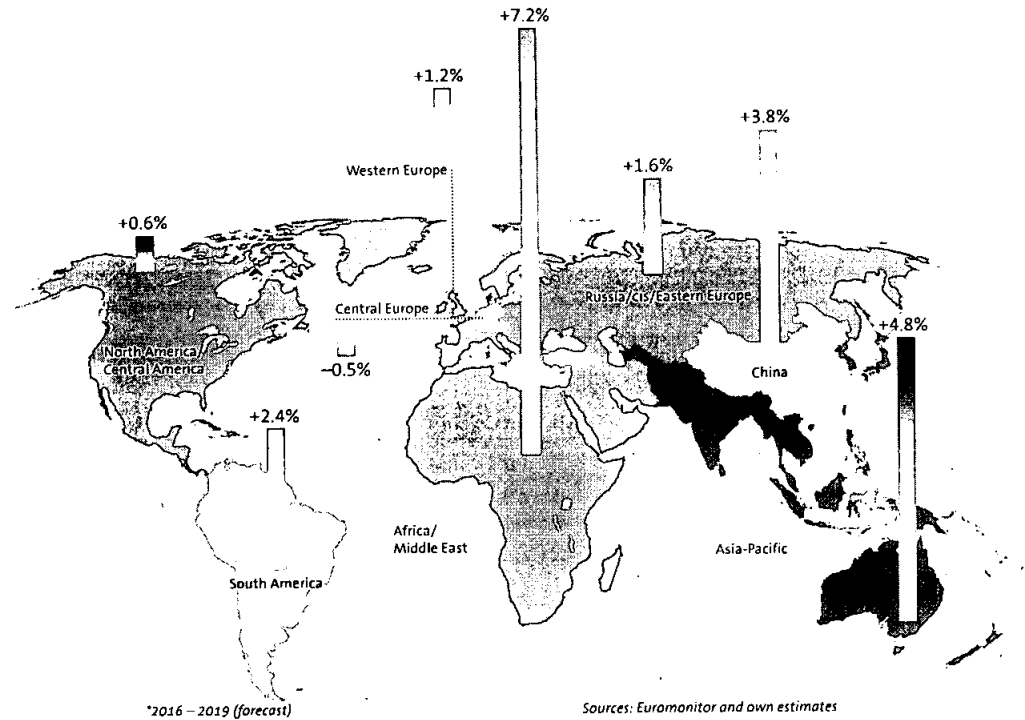 +7.2%
+1.2%
+3.8%
+1.6%
Western Europe
+0.6%
Russia/cis/Eastern Europe
Central Europe
+4.8%
North America/
Central America
−0.5%
China
+2.4%
Africa/
Middle East
Asia-Pacific
South America
*2016 – 2019 (forecast)
Sources: Euromonitor and own estimates